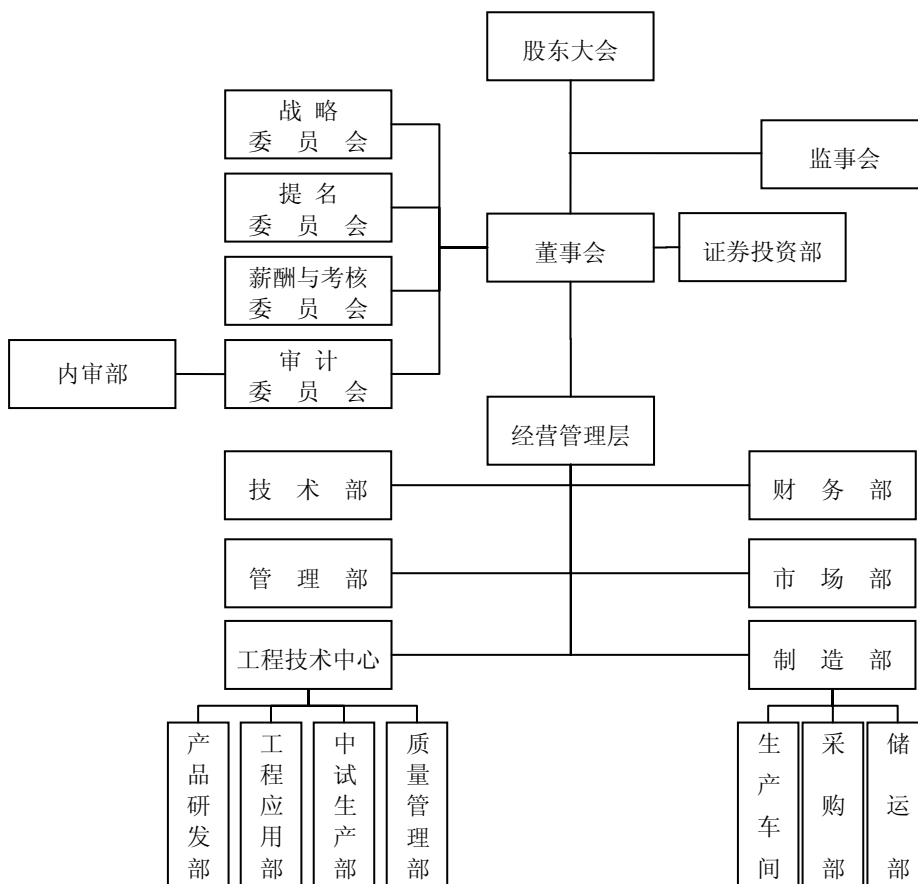 股东大会
战 略
委 员 会
监事会
提 名
委 员 会
董事会
证券投资部
薪酬与考核
委 员 会
内审部
审 计
委 员 会
经营管理层
技 术 部
财 务 部
管 理 部
市 场 部
工程技术中心
制 造 部
产品研发部
工程应用部
中试生产部
质量管理部
生产车间
采购部
储运部